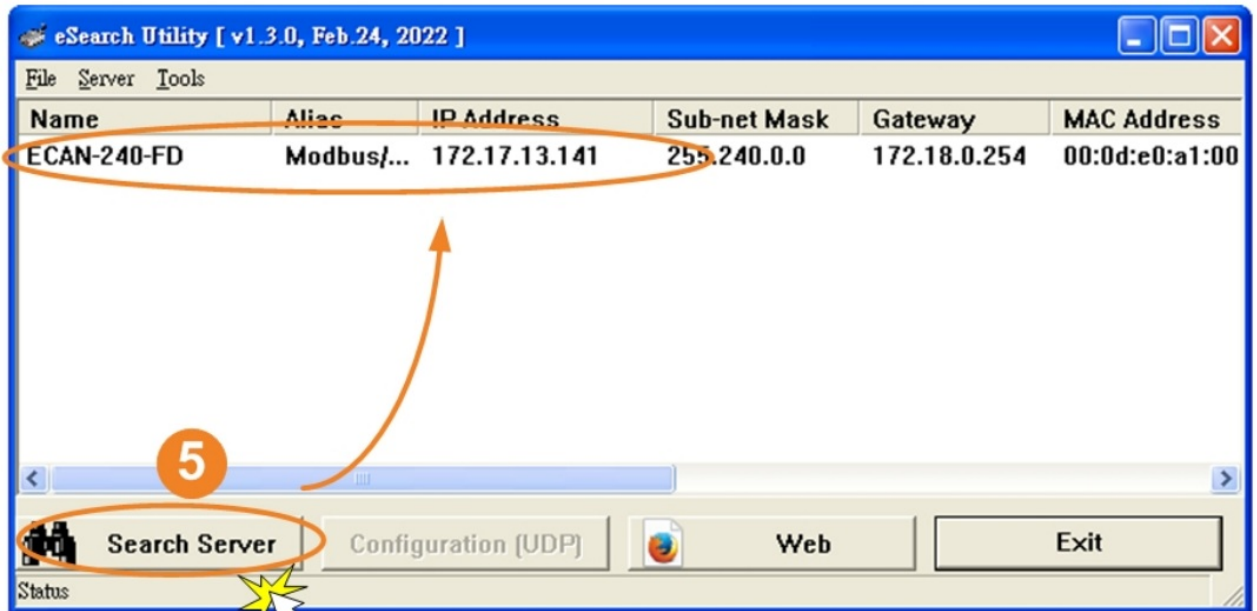 eSearch Utility [ v1.3.0, Feb.24, 2022 ]
File Server Tools
Name Alias IP Address Sub-net Mask Gateway MAC Address
ECAN-240-FD Modbus/... 172.17.13.141 255.240.0.0 172.18.0.254 00:0d:e0:a1:00
5
Search Server Configuration (UDP) Web Exit
Status